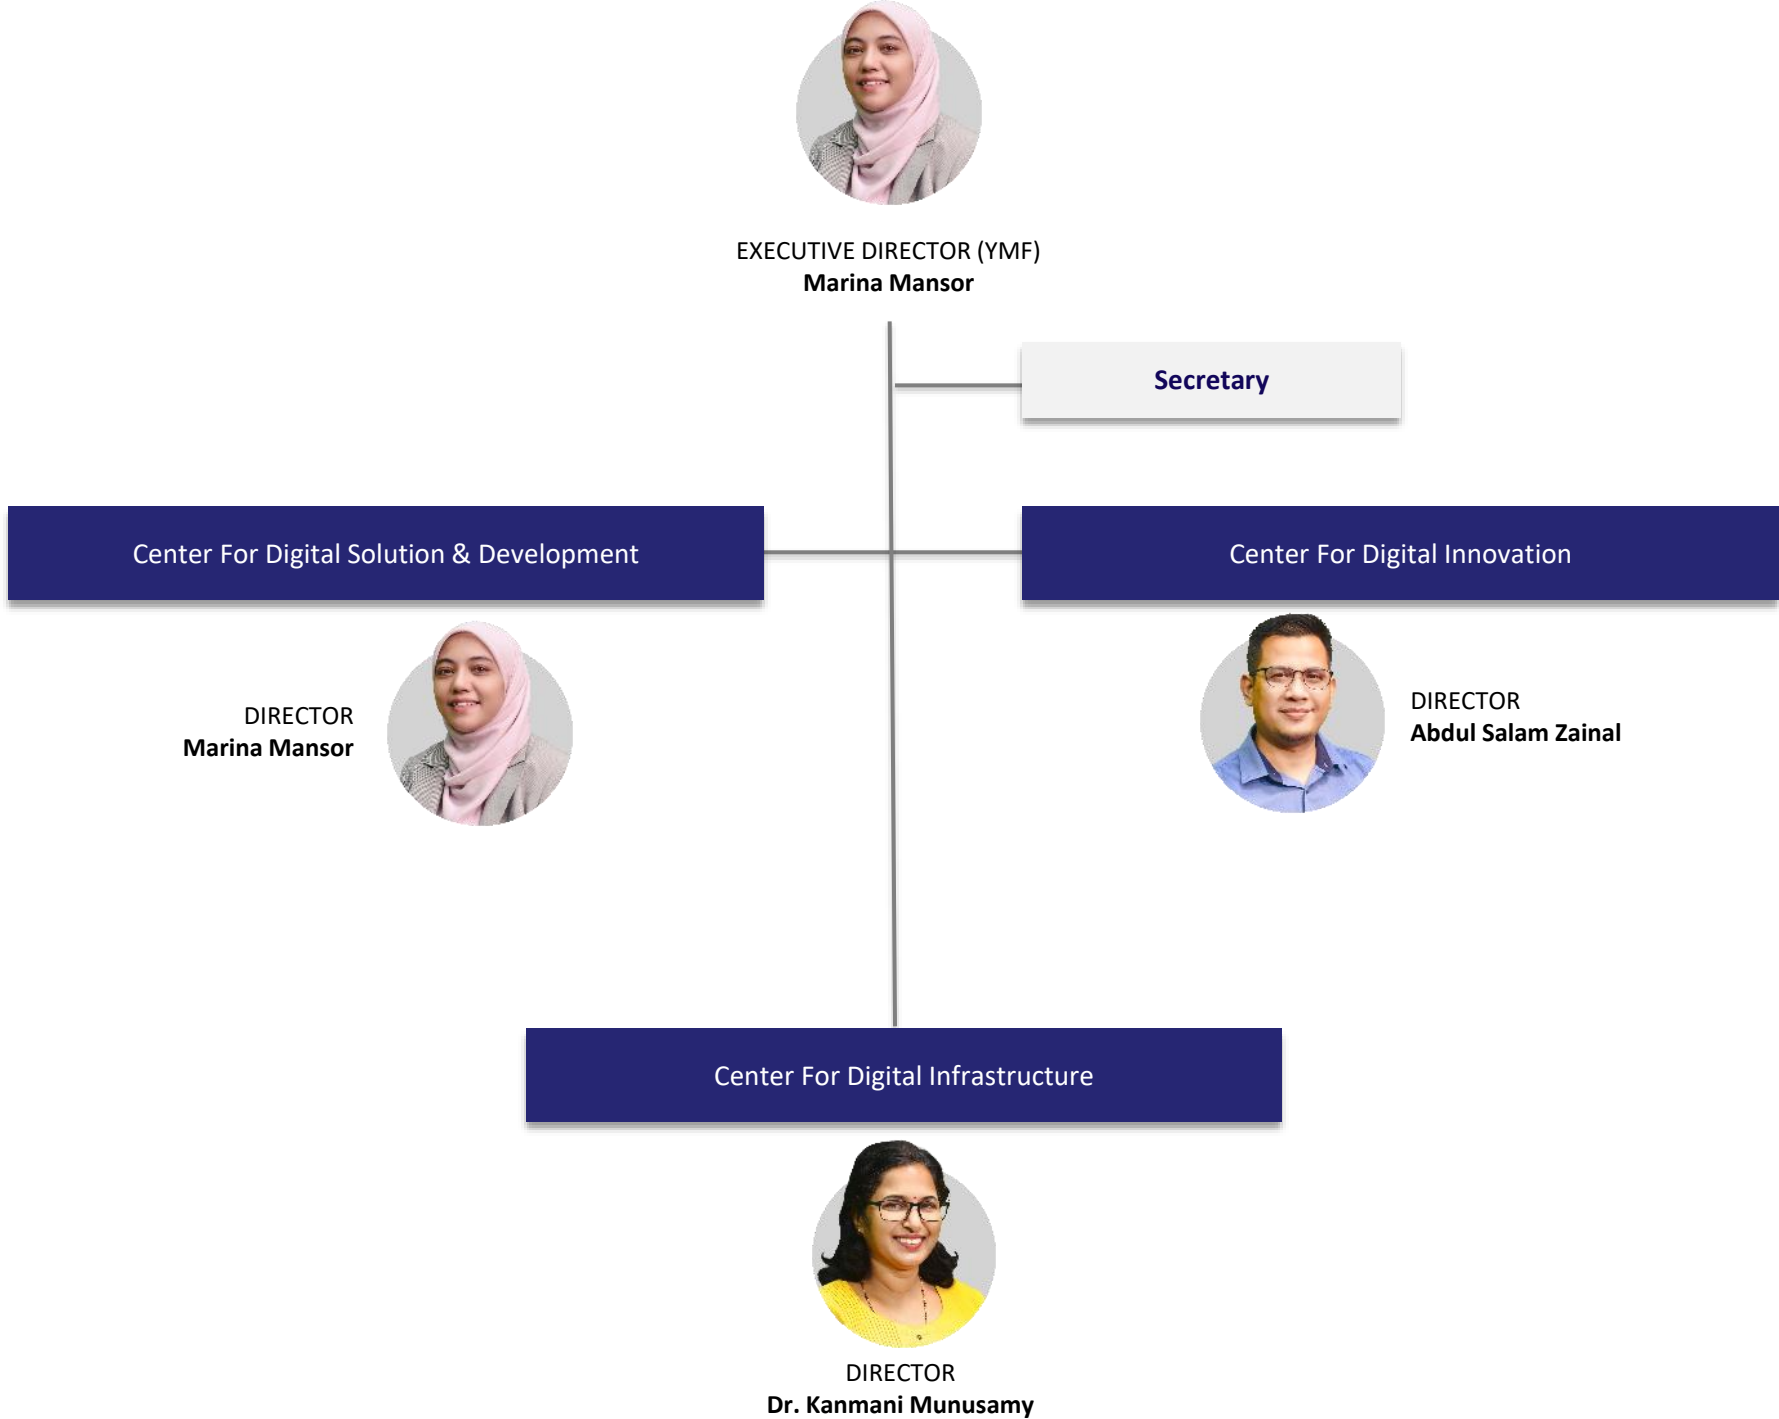 EXECUTIVE DIRECTOR (YMF)
Marina Mansor
Secretary
Center For Digital Solution & Development
Center For Digital Innovation
DIRECTOR
Marina Mansor
DIRECTOR
Abdul Salam Zainal
Center For Digital Infrastructure
DIRECTOR
Dr. Kanmani Munusamy